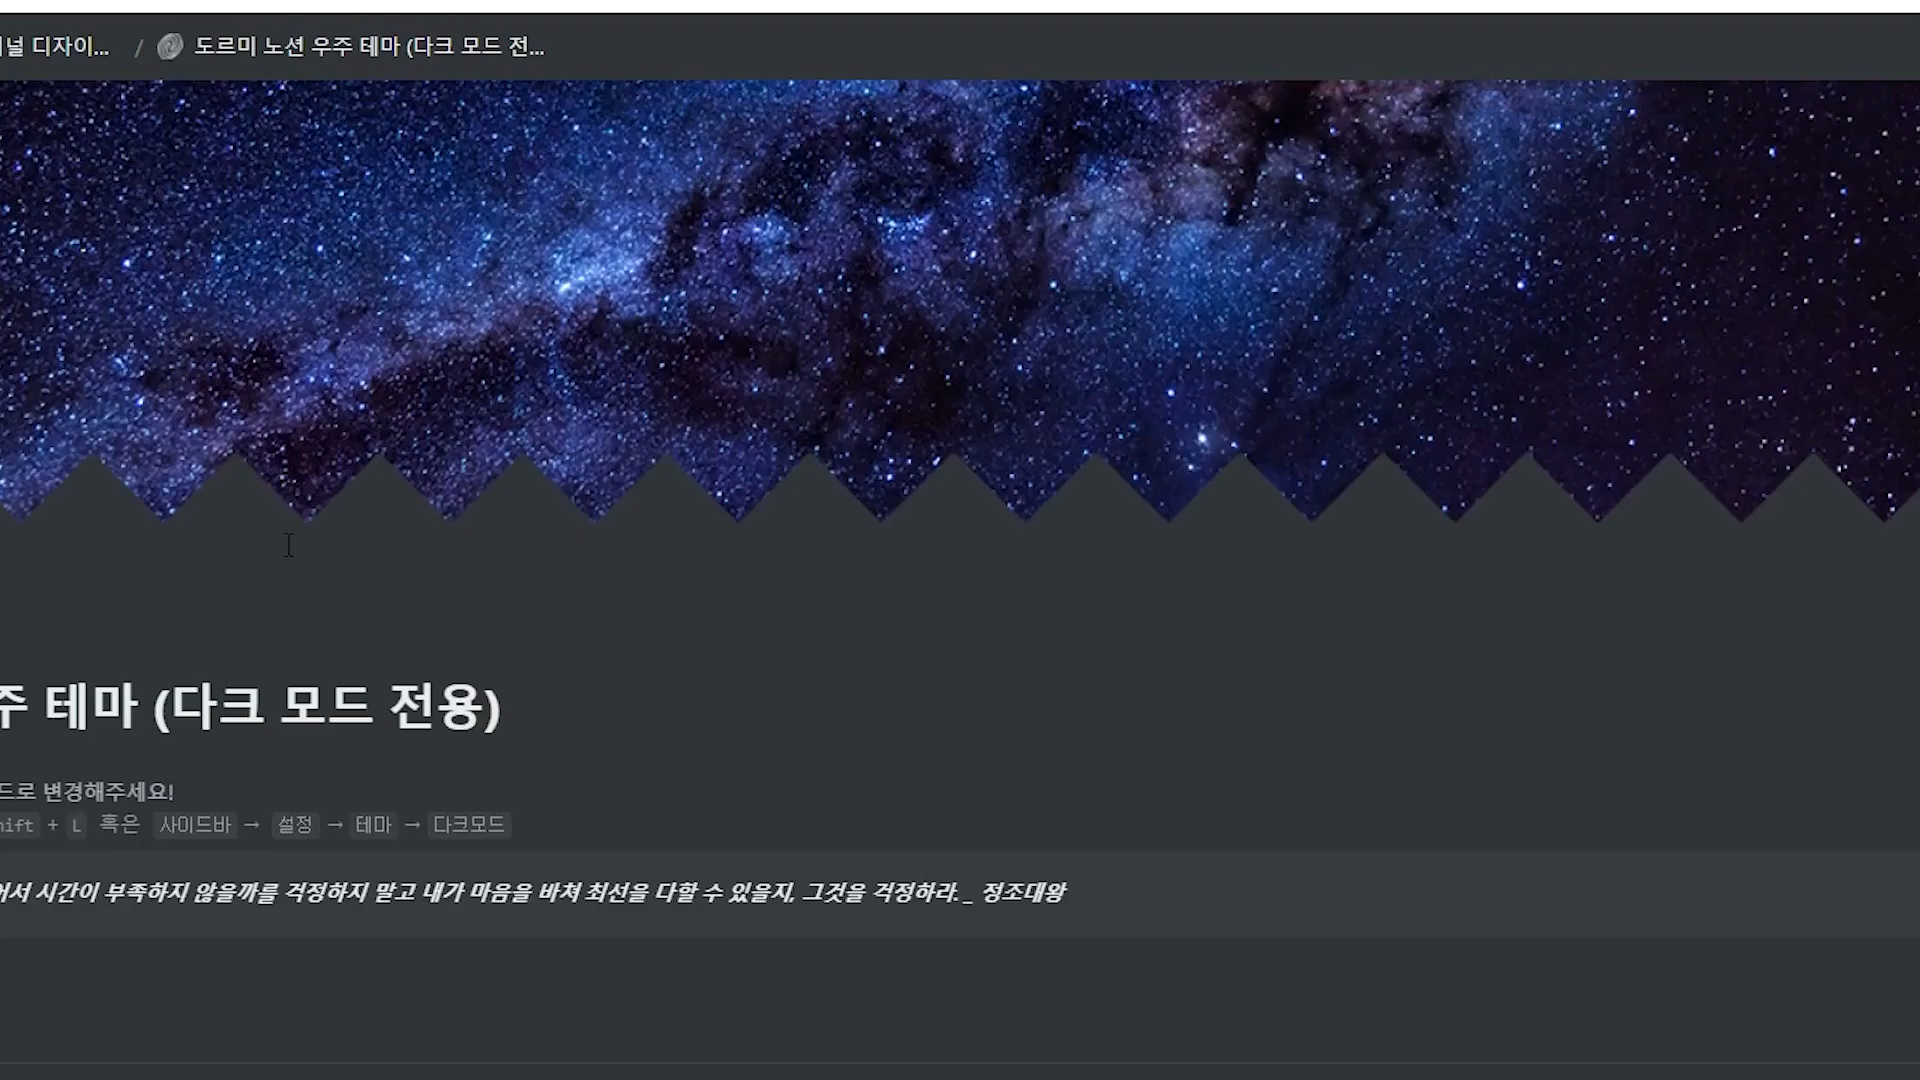 널 디자이... / 도르미 노션 우주 테마 (다크 모드 전...
주 테마 (다크 모드 전용)
드로 변경해주세요!
hift + L 혹은 사이드바 → 설정 → 테마 → 다크모드
어서 시간이 부족하지 않을까를 걱정하지 말고 내가 마음을 바쳐 최선을 다할 수 있을지, 그것을 걱정하라. _ 정조대왕